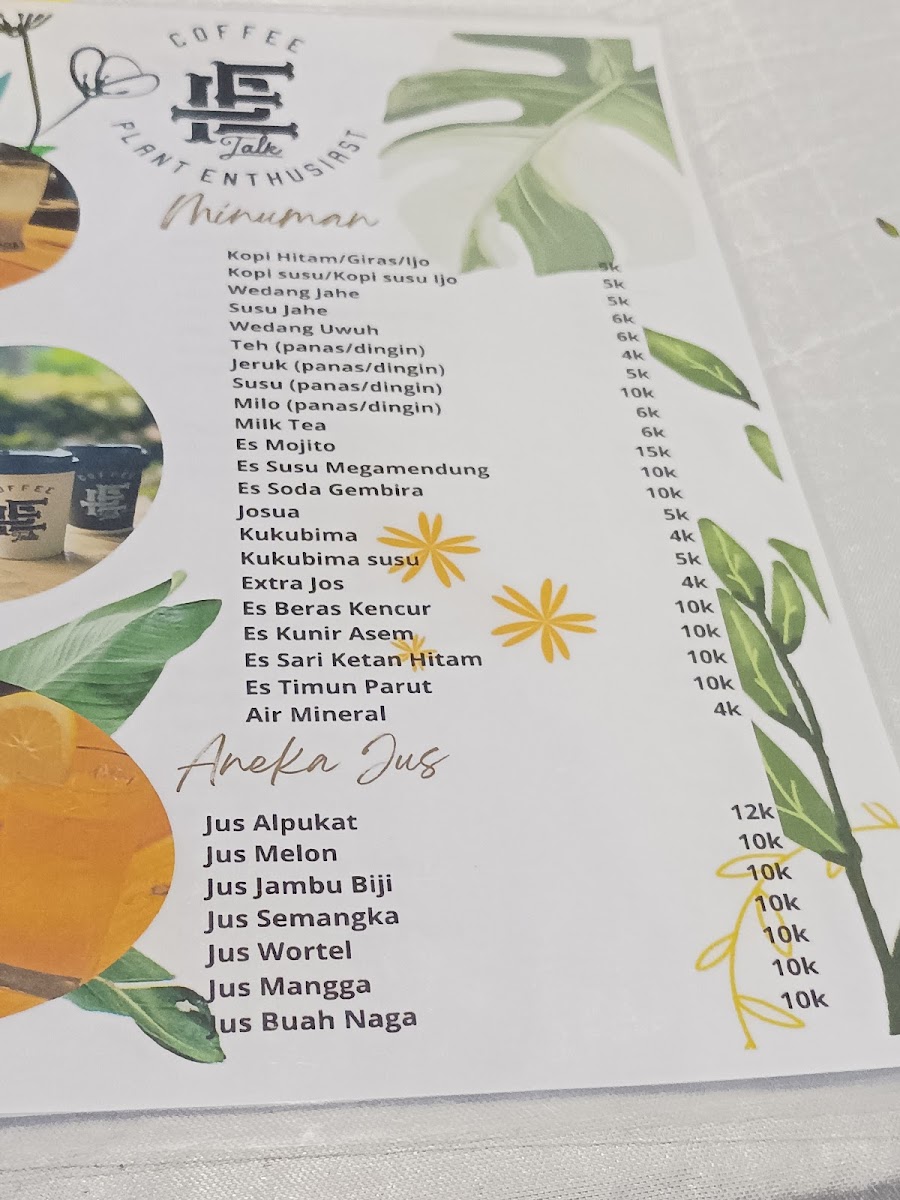 COFFEE
LE
Talk
PLANT ENTHUSIAST
Minuman
Kopi Hitam/Giras/Ijo 5k
Kopi susu/Kopi susu Ijo 5k
Wedang Jahe 5k
Susu Jahe 6k
Wedang Uwuh 6k
Teh (panas/dingin) 4k
Jeruk (panas/dingin) 5k
Susu (panas/dingin) 10k
Milo (panas/dingin) 6k
Milk Tea 6k
Es Mojito 15k
Es Susu Megamendung 10k
Es Soda Gembira 10k
Josua 5k
Kukubima 4k
Kukubima susu 5k
Extra Jos 4k
Es Beras Kencur 10k
Es Kunir Asem 10k
Es Sari Ketan Hitam 10k
Es Timun Parut 10k
Air Mineral 4k
Aneka Jus
Jus Alpukat 12k
Jus Melon 10k
Jus Jambu Biji 10k
Jus Semangka 10k
Jus Wortel 10k
Jus Mangga 10k
Jus Buah Naga 10k